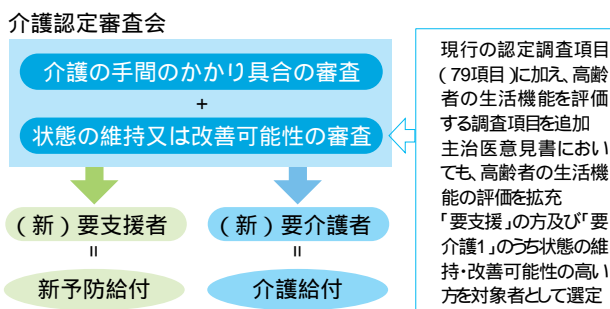 介護認定審査会
介護の手間のかかり具合の審査
+
状態の維持又は改善可能性の審査
(新)要支援者
=
新予防給付
(新)要介護者
=
介護給付
現行の認定調査項目
(79項目)に加え、高齢
者の生活機能を評価
する調査項目を追加
主治医意見書におい
ても、高齢者の生活機
能の評価を拡充
「要支援」の方及び「要
介護1」のうち状態の維
持・改善可能性の高い
方を対象者として選定